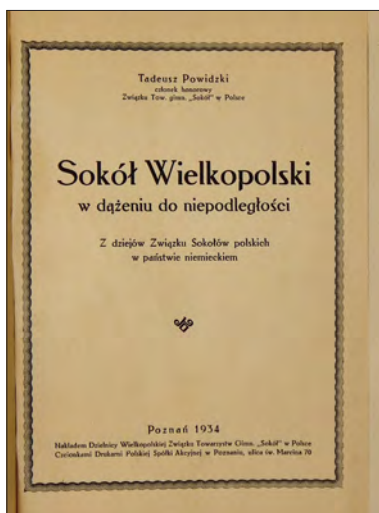 Tadeusz Powidzki
członek honorowy
Związku Tow. gimn. „Sokół” w Polsce
Sokół Wielkopolski
w dążeniu do niepodległości
Z dziejów Związku Sokołów polskich
w państwie niemieckiem
Poznań 1934
Nakładem Dzielnicy Wielkopolskiej Związku Towarzystw Gimn. „Sokół” w Polsce
Czcionkami Drukarni Polskiej Spółki Akcyjnej w Poznaniu, ulica św. Marcina 70